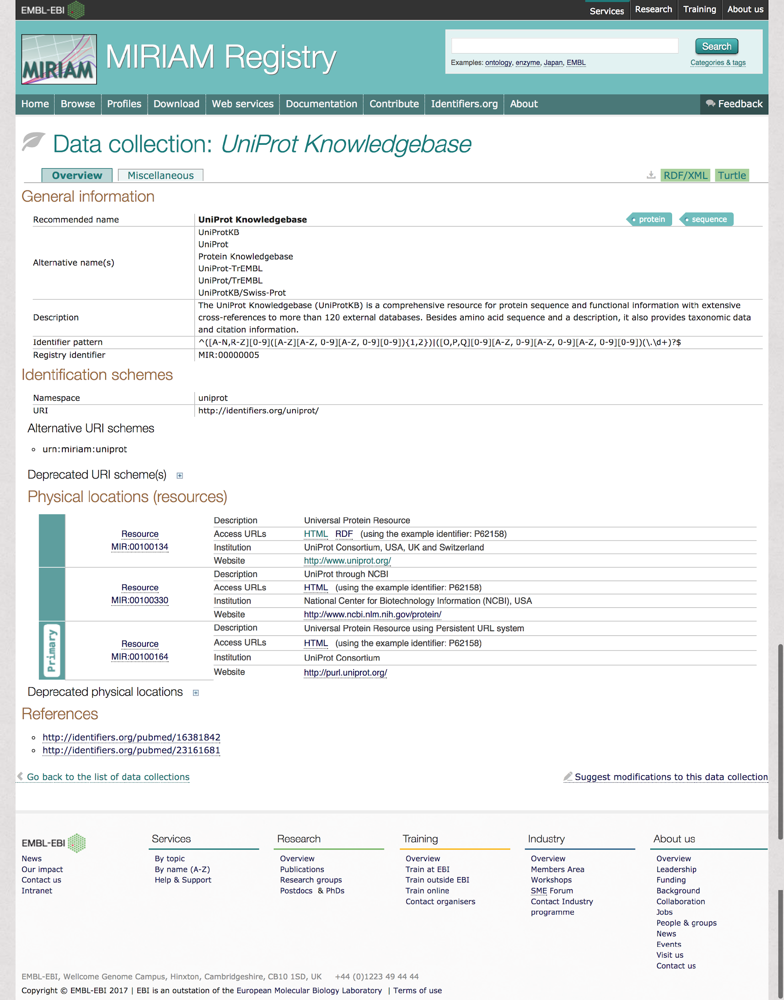 EMBL-EBI
Services Research Training About us
MIRIAM
MIRIAM Registry
Search
Examples: ontology, enzyme, Japan, EMBL
Categories & tags
Home Browse Profiles Download Web services Documentation Contribute Identifiers.org About Feedback
Data collection: UniProt Knowledgebase
Overview Miscellaneous RDF/XML Turtle
General information
Recommended name UniProt Knowledgebase protein sequence
Alternative name(s)
UniProtKB
UniProt
Protein Knowledgebase
UniProt-TrEMBL
UniProt/TrEMBL
UniProtKB/Swiss-Prot
Description
The UniProt Knowledgebase (UniProtKB) is a comprehensive resource for protein sequence and functional information with extensive
cross-references to more than 120 external databases. Besides amino acid sequence and a description, it also provides taxonomic data
and citation information.
Identifier pattern ^([A-N,R-Z][0-9]([A-Z][A-Z, 0-9][A-Z, 0-9][0-9]){1,2})|([O,P,Q][0-9][A-Z, 0-9][A-Z, 0-9][A-Z, 0-9][0-9])(\.\d+)?$
Registry identifier MIR:00000005
Identification schemes
Namespace uniprot
URI http://identifiers.org/uniprot/
Alternative URI schemes
urn:miriam:uniprot
Deprecated URI scheme(s)
Physical locations (resources)
Resource
MIR:00100134
Description Universal Protein Resource
Access URLs HTML RDF (using the example identifier: P62158)
Institution UniProt Consortium, USA, UK and Switzerland
Website http://www.uniprot.org/
Resource
MIR:00100330
Description UniProt through NCBI
Access URLs HTML (using the example identifier: P62158)
Institution National Center for Biotechnology Information (NCBI), USA
Website http://www.ncbi.nlm.nih.gov/protein/
Primary
Resource
MIR:00100164
Description Universal Protein Resource using Persistent URL system
Access URLs HTML (using the example identifier: P62158)
Institution UniProt Consortium
Website http://purl.uniprot.org/
Deprecated physical locations
References
http://identifiers.org/pubmed/16381842
http://identifiers.org/pubmed/23161681
Go back to the list of data collections Suggest modifications to this data collection
EMBL-EBI
News
Our impact
Contact us
Intranet
Services
By topic
By name (A-Z)
Help & Support
Research
Overview
Publications
Research groups
Postdocs & PhDs
Training
Overview
Train at EBI
Train outside EBI
Train online
Contact organisers
Industry
Overview
Members Area
Workshops
SME Forum
Contact Industry
programme
About us
Overview
Leadership
Funding
Background
Collaboration
Jobs
People & groups
News
Events
Visit us
Contact us
EMBL-EBI, Wellcome Genome Campus, Hinxton, Cambridgeshire, CB10 1SD, UK +44 (0)1223 49 44 44
Copyright © EMBL-EBI 2017 | EBI is an outstation of the European Molecular Biology Laboratory | Terms of use